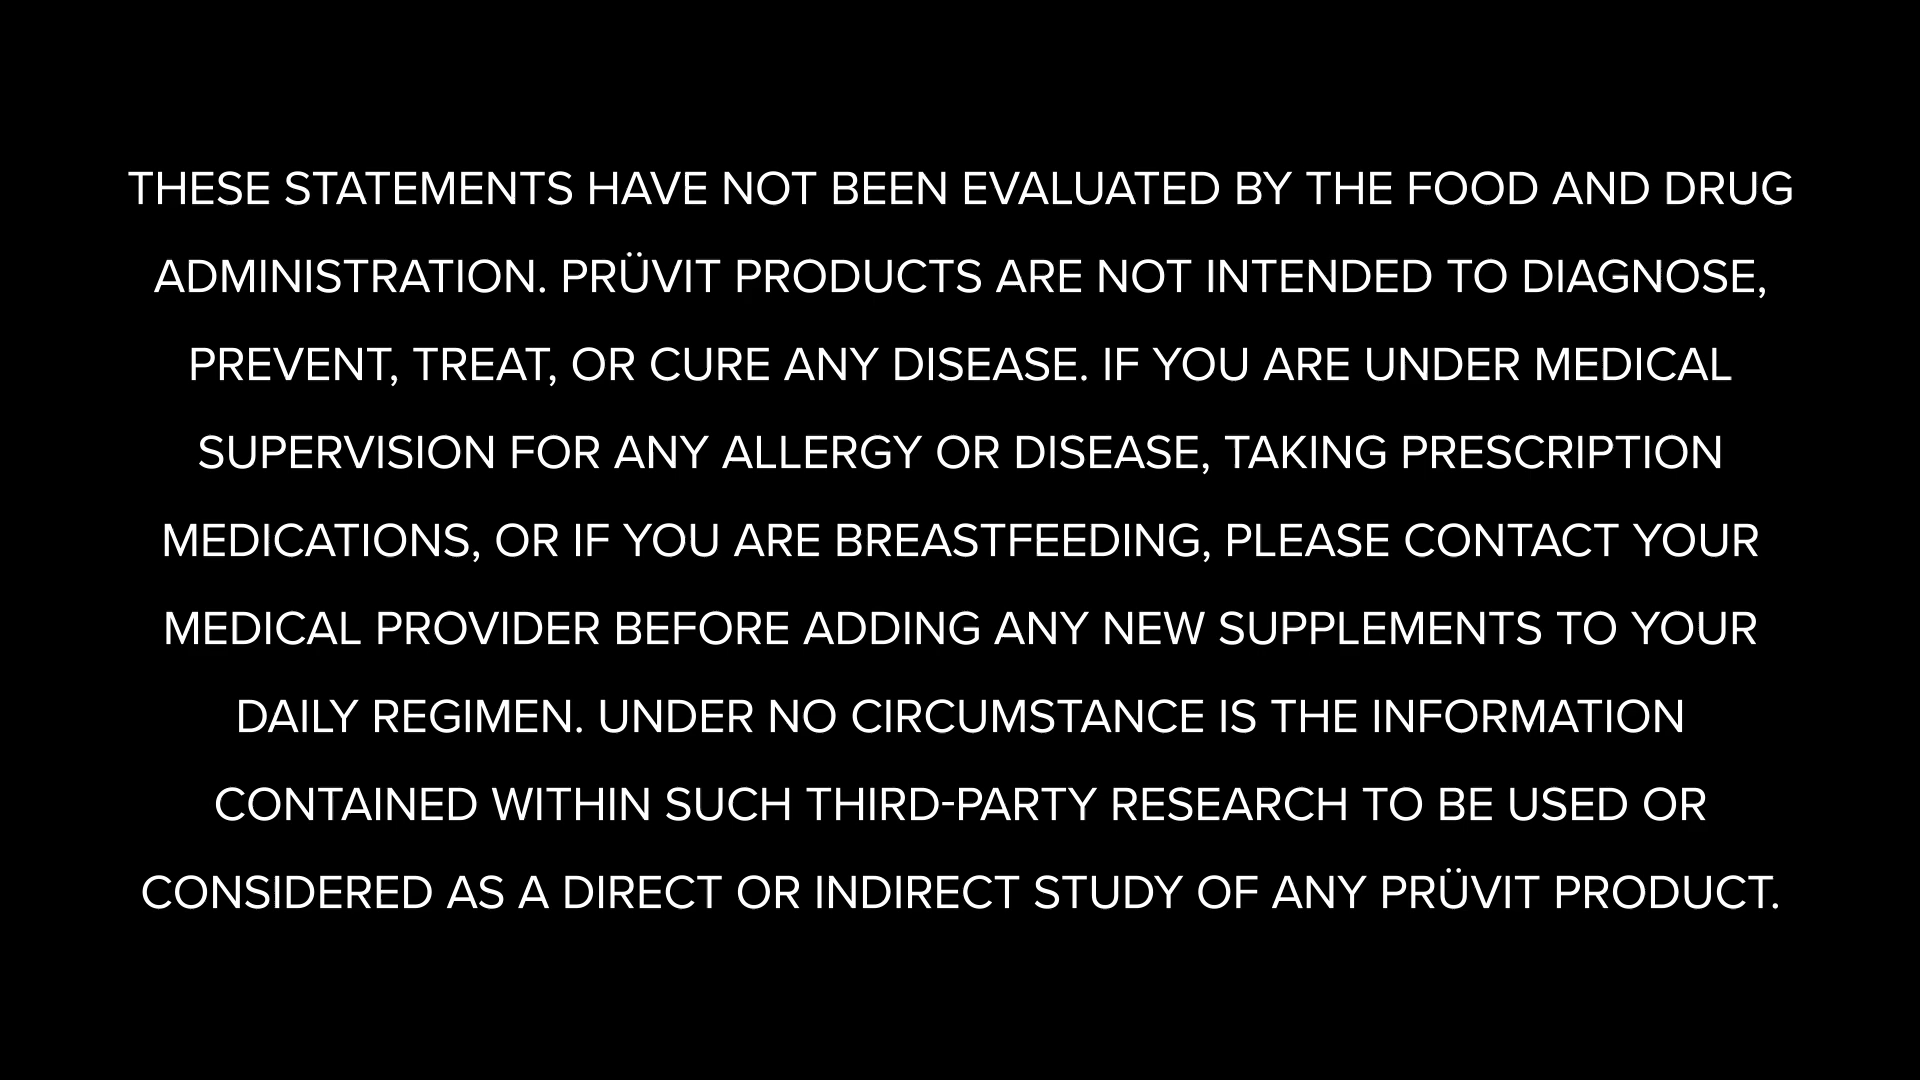 THESE STATEMENTS HAVE NOT BEEN EVALUATED BY THE FOOD AND DRUG
ADMINISTRATION. PRÜVIT PRODUCTS ARE NOT INTENDED TO DIAGNOSE,
PREVENT, TREAT, OR CURE ANY DISEASE. IF YOU ARE UNDER MEDICAL
SUPERVISION FOR ANY ALLERGY OR DISEASE, TAKING PRESCRIPTION
MEDICATIONS, OR IF YOU ARE BREASTFEEDING, PLEASE CONTACT YOUR
MEDICAL PROVIDER BEFORE ADDING ANY NEW SUPPLEMENTS TO YOUR
DAILY REGIMEN. UNDER NO CIRCUMSTANCE IS THE INFORMATION
CONTAINED WITHIN SUCH THIRD-PARTY RESEARCH TO BE USED OR
CONSIDERED AS A DIRECT OR INDIRECT STUDY OF ANY PRÜVIT PRODUCT.